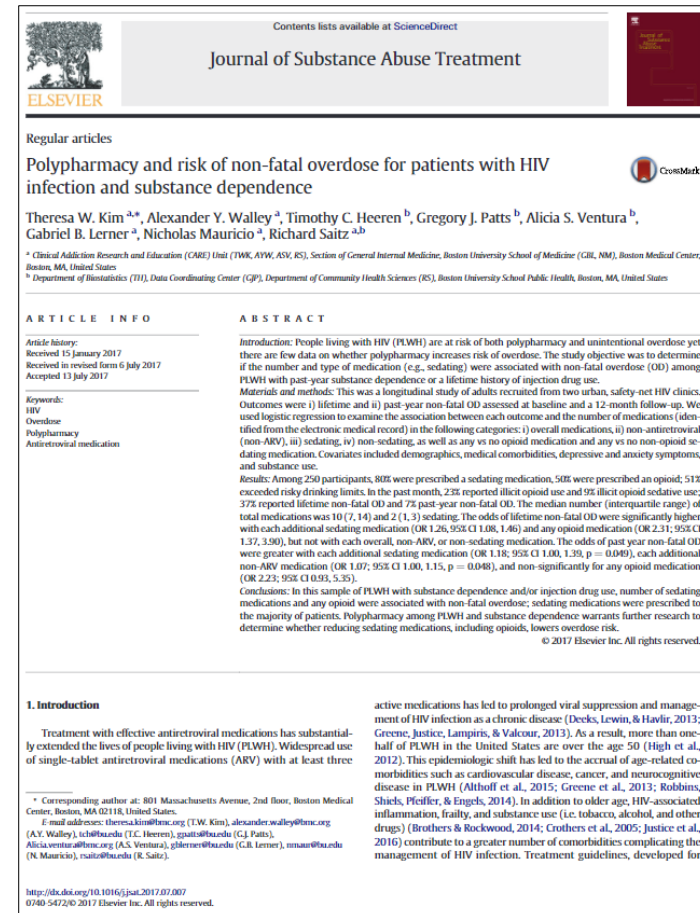 Contents lists available at ScienceDirect
Journal of Substance Abuse Treatment
ELSEVIER
Regular articles
Polypharmacy and risk of non-fatal overdose for patients with HIV
infection and substance dependence
CrossMark
Theresa W. Kim a,*, Alexander Y. Walley a, Timothy C. Heeren b, Gregory J. Patts b, Alicia S. Ventura b,
Gabriel B. Lerner a, Nicholas Mauricio a, Richard Saitz a,b
a Clinical Addiction Research and Education (CARE) Unit (TWK, AYW, ASV, RS), Section of General Internal Medicine, Boston University School of Medicine (GBL, NM), Boston Medical Center,
Boston, MA, United States
b Department of Biostatistics (TH), Data Coordinating Center (GJP), Department of Community Health Sciences (RS), Boston University School Public Health, Boston, MA, United States
ARTICLE INFO
Article history:
Received 15 January 2017
Received in revised form 6 July 2017
Accepted 13 July 2017
Keywords:
HIV
Overdose
Polypharmacy
Antiretroviral medication
ABSTRACT
Introduction: People living with HIV (PLWH) are at risk of both polypharmacy and unintentional overdose yet
there are few data on whether polypharmacy increases risk of overdose. The study objective was to determine
if the number and type of medication (e.g., sedating) were associated with non-fatal overdose (OD) among
PLWH with past-year substance dependence or a lifetime history of injection drug use.
Materials and methods: This was a longitudinal study of adults recruited from two urban, safety-net HIV clinics.
Outcomes were i) lifetime and ii) past-year non-fatal OD assessed at baseline and a 12-month follow-up. We
used logistic regression to examine the association between each outcome and the number of medications (iden-
tified from the electronic medical record) in the following categories: i) overall medications, ii) non-antiretroviral
(non-ARV), iii) sedating, iv) non-sedating, as well as any vs no opioid medication and any vs no non-opioid se-
dating medication. Covariates included demographics, medical comorbidities, depressive and anxiety symptoms,
and substance use.
Results: Among 250 participants, 80% were prescribed a sedating medication, 50% were prescribed an opioid; 51%
exceeded risky drinking limits. In the past month, 23% reported illicit opioid use and 9% illicit opioid sedative use;
37% reported lifetime non-fatal OD and 7% past-year non-fatal OD. The median number (interquartile range) of
total medications was 10 (7, 14) and 2 (1, 3) sedating. The odds of lifetime non-fatal OD were significantly higher
with each additional sedating medication (OR 1.26, 95% CI 1.08, 1.46) and any opioid medication (OR 2.31; 95% CI
1.37, 3.90), but not with each overall, non-ARV, or non-sedating medication. The odds of past year non-fatal OD
were greater with each additional sedating medication (OR 1.18; 95% CI 1.00, 1.39, p = 0.049), each additional
non-ARV medication (OR 1.07; 95% CI 1.00, 1.15, p = 0.048), and non-significantly for any opioid medication
(OR 2.23; 95% CI 0.93, 5.35).
Conclusions: In this sample of PLWH with substance dependence and/or injection drug use, number of sedating
medications and any opioid were associated with non-fatal overdose; sedating medications were prescribed to
the majority of patients. Polypharmacy among PLWH and substance dependence warrants further research to
determine whether reducing sedating medications, including opioids, lowers overdose risk.
© 2017 Elsevier Inc. All rights reserved.
1. Introduction
Treatment with effective antiretroviral medications has substantial-
ly extended the lives of people living with HIV (PLWH). Widespread use
of single-tablet antiretroviral medications (ARV) with at least three
* Corresponding author at: 801 Massachusetts Avenue, 2nd floor, Boston Medical
Center, Boston, MA 02118, United States.
E-mail addresses: theresa.kim@bmc.org (T.W. Kim), alexander.walley@bmc.org
(A.Y. Walley), tch@bu.edu (T.C. Heeren), gpatts@bu.edu (G.J. Patts),
Alicia.ventura@bmc.org (A.S. Ventura), gblerner@bu.edu (G.B. Lerner), nmaur@bu.edu
(N. Mauricio), rsaitz@bu.edu (R. Saitz).
active medications has led to prolonged viral suppression and manage-
ment of HIV infection as a chronic disease (Deeks, Lewin, & Havlir, 2013;
Greene, Justice, Lampiris, & Valcour, 2013). As a result, more than one-
half of PLWH in the United States are over the age 50 (High et al.,
2012). This epidemiologic shift has led to the accrual of age-related co-
morbidities such as cardiovascular disease, cancer, and neurocognitive
disease in PLWH (Althoff et al., 2015; Greene et al., 2013; Robbins,
Shiels, Pfeiffer, & Engels, 2014). In addition to older age, HIV-associated
inflammation, frailty, and substance use (i.e. tobacco, alcohol, and other
drugs) (Brothers & Rockwood, 2014; Crothers et al., 2005; Justice et al.,
2016) contribute to a greater number of comorbidities complicating the
management of HIV infection. Treatment guidelines, developed for
http://dx.doi.org/10.1016/j.jsat.2017.07.007
0740-5472/© 2017 Elsevier Inc. All rights reserved.